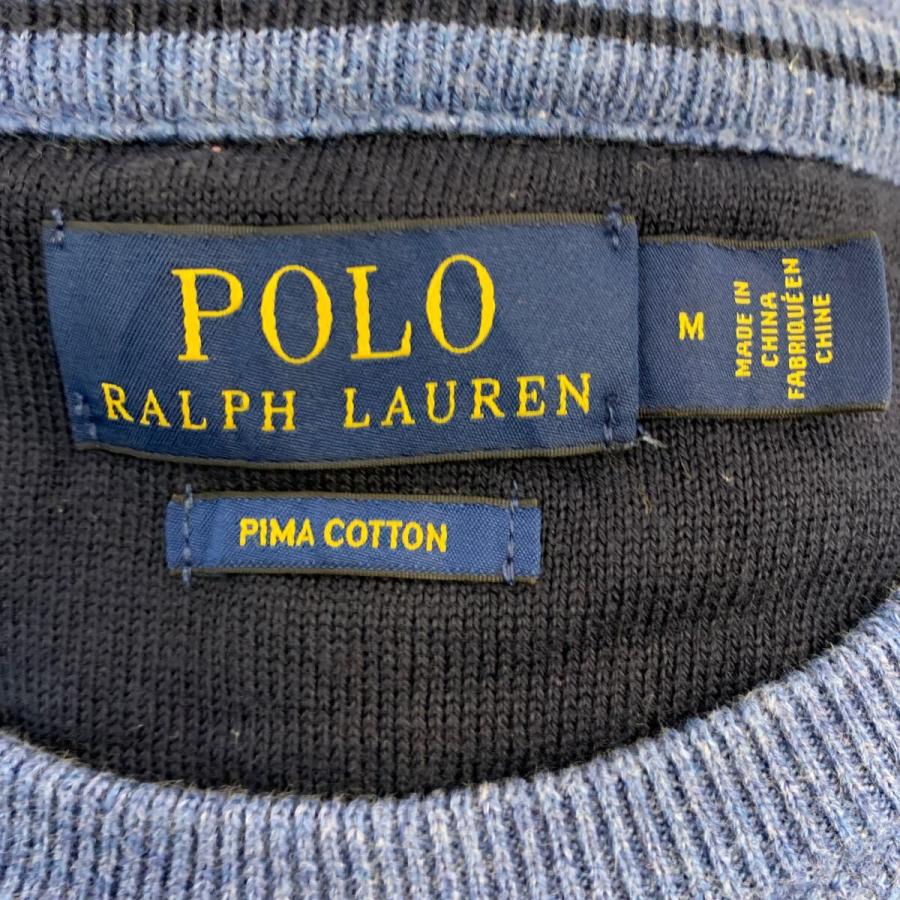 POLO
RALPH LAUREN
M
MADE IN
CHINA
FABRIQUÉ EN
CHINE
PIMA COTTON